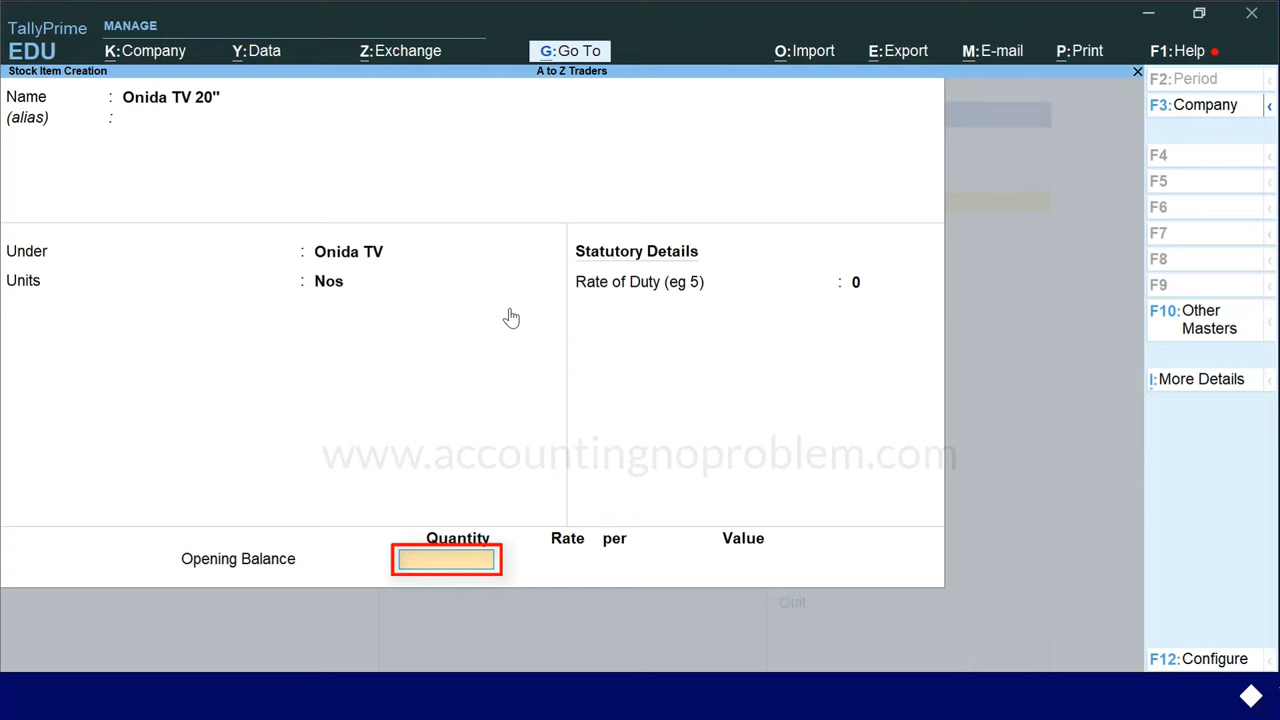 TallyPrime
EDU
MANAGE
K:Company Y:Data Z:Exchange G:Go To O:Import E:Export M:E-mail P:Print F1:Help
Stock Item Creation A to Z Traders
Name : Onida TV 20"
(alias) :
Under : Onida TV
Units : Nos
Statutory Details
Rate of Duty (eg 5) : 0
www.accountingnoproblem.com
Quantity Rate per Value
Opening Balance
Quit
F2:Period
F3:Company
F4
F5
F6
F7
F8
F9
F10:Other
Masters
I:More Details
F12:Configure